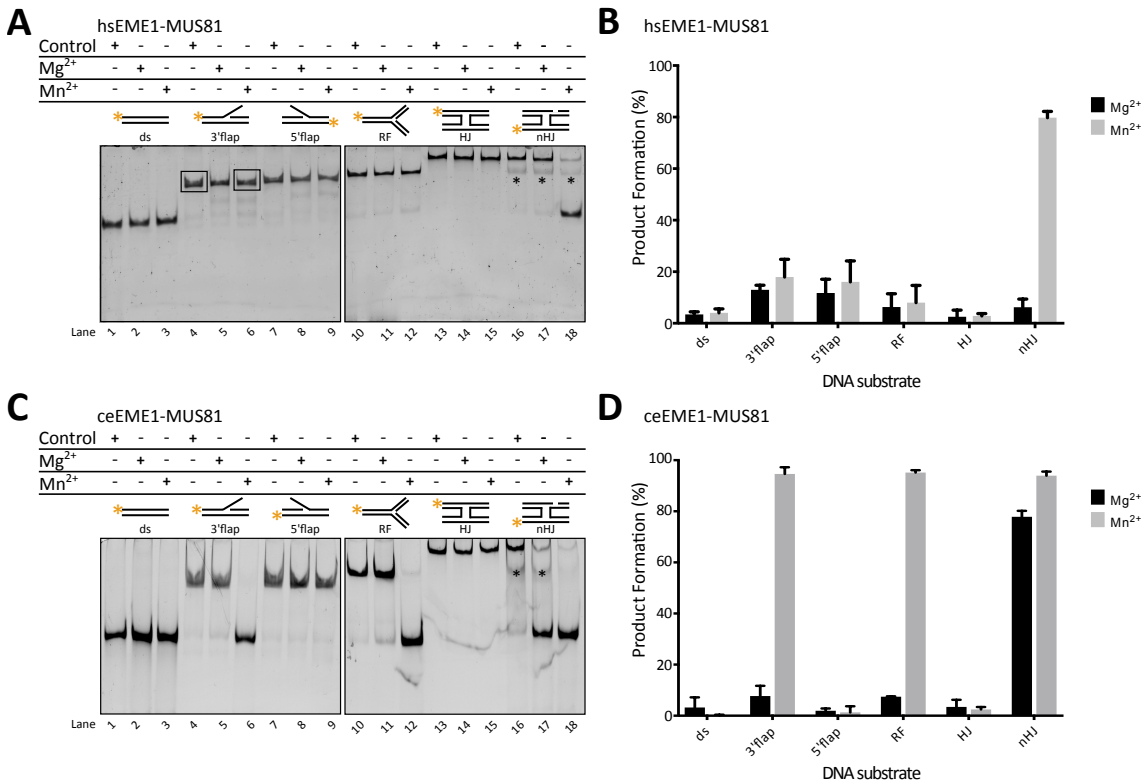 A
hsEME1-MUS81
Control + - - + - - + - - + - - + - - + - -
Mg2+ - + - - + - - + - - + - - + - - + -
Mn2+ - - + - - + - - + - - + - - + - - +
* * * * * *
ds 3'flap 5'flap RF HJ nHJ
* * *
Lane 1 2 3 4 5 6 7 8 9 10 11 12 13 14 15 16 17 18
B
hsEME1-MUS81
Product Formation (%)
100
80
60
40
20
0
ds 3'flap 5'flap RF HJ nHJ
DNA substrate
Mg2+
Mn2+
C
ceEME1-MUS81
Control + - - + - - + - - + - - + - - + - -
Mg2+ - + - - + - - + - - + - - + - - + -
Mn2+ - - + - - + - - + - - + - - + - - +
* * * * * *
ds 3'flap 5'flap RF HJ nHJ
* *
Lane 1 2 3 4 5 6 7 8 9 10 11 12 13 14 15 16 17 18
D
ceEME1-MUS81
Product Formation (%)
100
80
60
40
20
0
ds 3'flap 5'flap RF HJ nHJ
DNA substrate
Mg2+
Mn2+